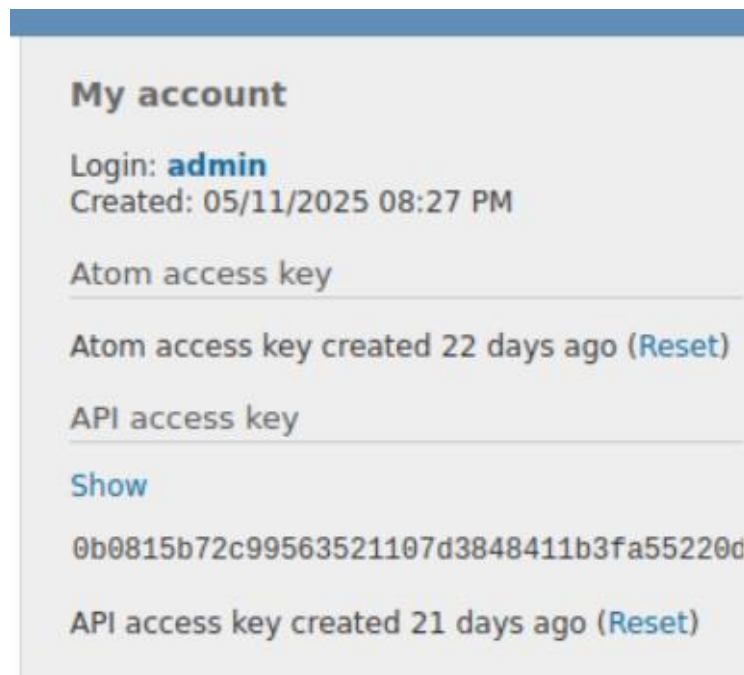 My account
Login: admin
Created: 05/11/2025 08:27 PM
Atom access key
Atom access key created 22 days ago (Reset)
API access key
Show
0b0815b72c99563521107d3848411b3fa55220d
API access key created 21 days ago (Reset)